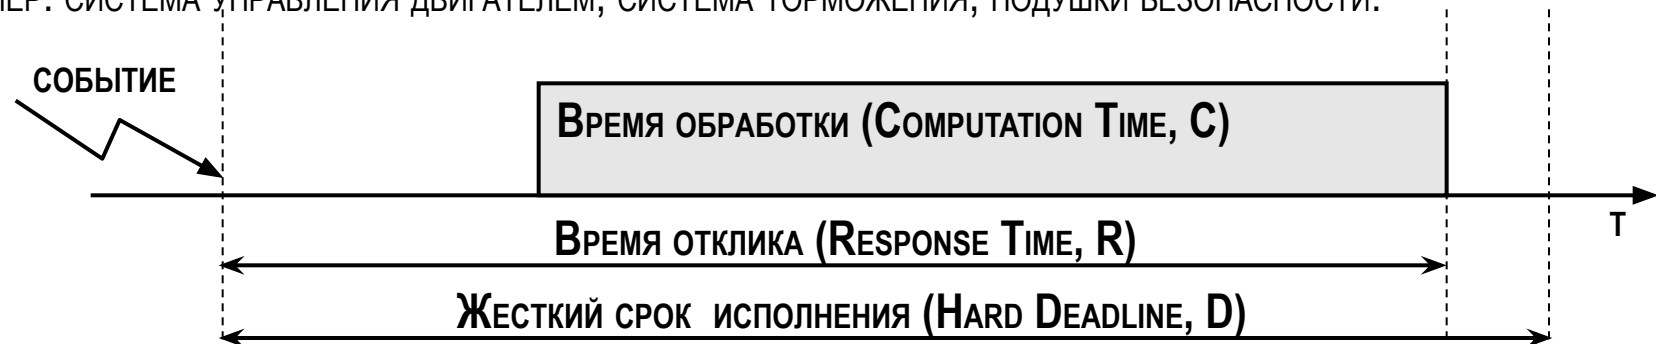 МЕР: СИСТЕМА УПРАВЛЕНИЯ ДВИГАТЕЛЕМ, СИСТЕМА ТОРМОЖЕНИЯ, ПОДУШКИ БЕЗОПАСНОСТИ.
СОБЫТИЕ
ВРЕМЯ ОБРАБОТКИ (COMPUTATION TIME, C)
T
ВРЕМЯ ОТКЛИКА (RESPONSE TIME, R)
ЖЕСТКИЙ СРОК ИСПОЛНЕНИЯ (HARD DEADLINE, D)